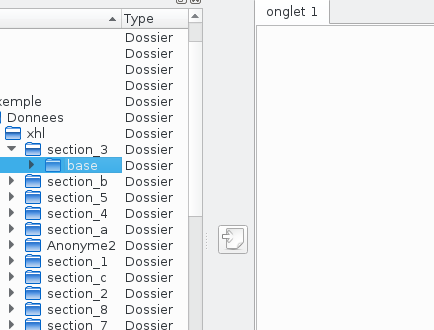 Type
onglet 1
Dossier
Dossier
Dossier
Dossier
Dossier
Donnees Dossier
xhl Dossier
section_3 Dossier
base Dossier
section_b Dossier
section_5 Dossier
section_4 Dossier
section_a Dossier
Anonyme2 Dossier
section_1 Dossier
section_c Dossier
section_2 Dossier
section_8 Dossier
section_7 Dossier